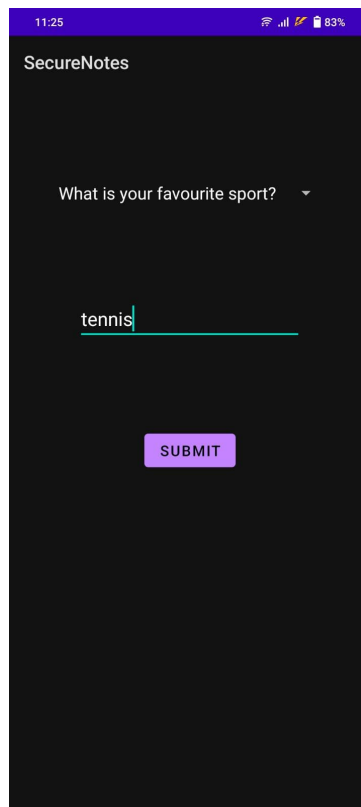 11:25
83%
SecureNotes
What is your favourite sport?
tennis
SUBMIT